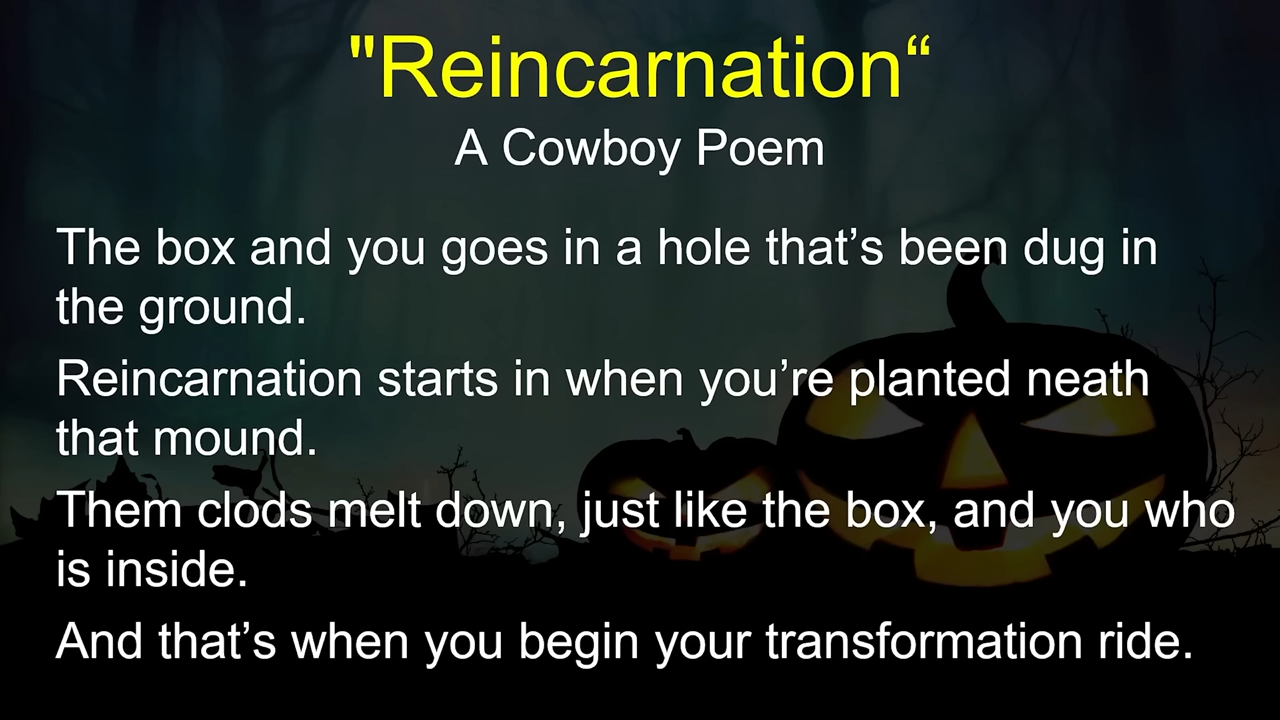 "Reincarnation“
A Cowboy Poem
The box and you goes in a hole that’s been dug in
the ground.
Reincarnation starts in when you’re planted neath
that mound.
Them clods melt down, just like the box, and you who
is inside.
And that’s when you begin your transformation ride.